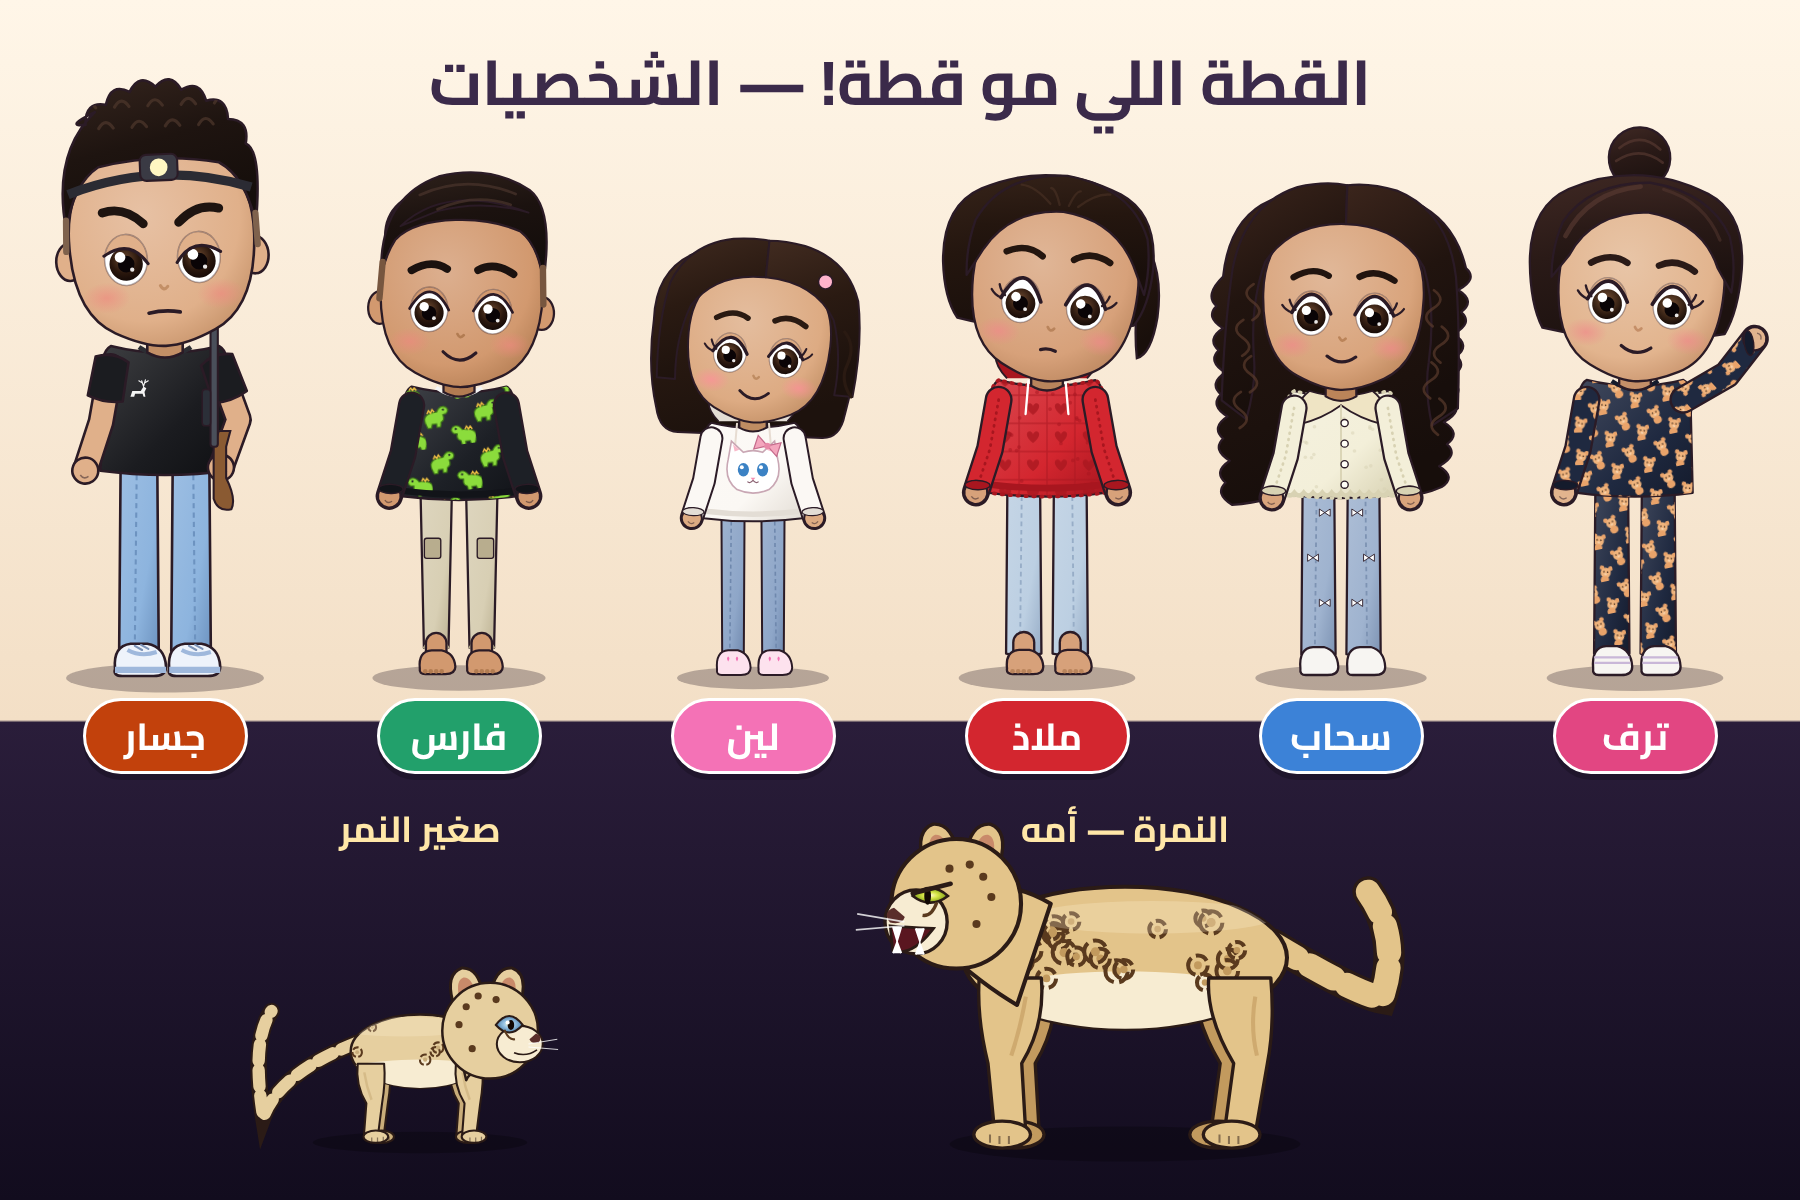 القطة اللي مو قطة! — الشخصيات
ترف
سحاب
ملاذ
لين
فارس
جسار
النمرة — أمه
صغير النمر